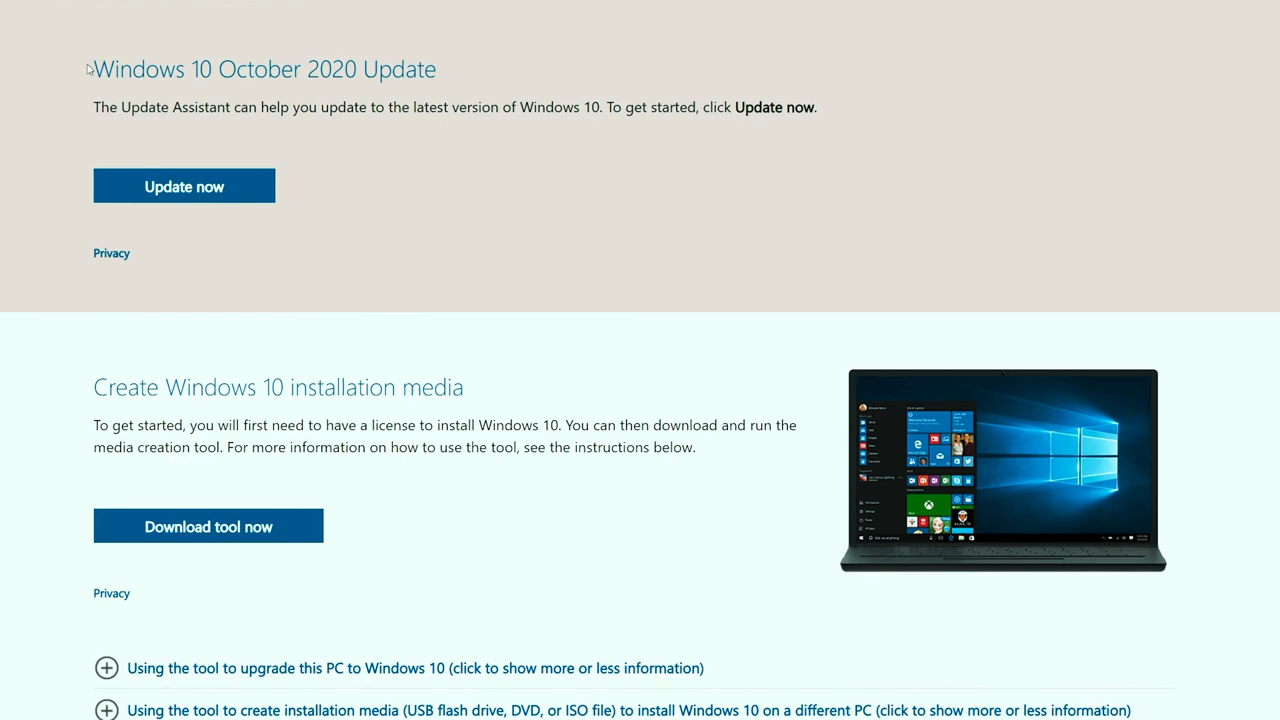 Windows 10 October 2020 Update
The Update Assistant can help you update to the latest version of Windows 10. To get started, click Update now.
Update now
Privacy
Create Windows 10 installation media
To get started, you will first need to have a license to install Windows 10. You can then download and run the
media creation tool. For more information on how to use the tool, see the instructions below.
Download tool now
Privacy
Using the tool to upgrade this PC to Windows 10 (click to show more or less information)
Using the tool to create installation media (USB flash drive, DVD, or ISO file) to install Windows 10 on a different PC (click to show more or less information)